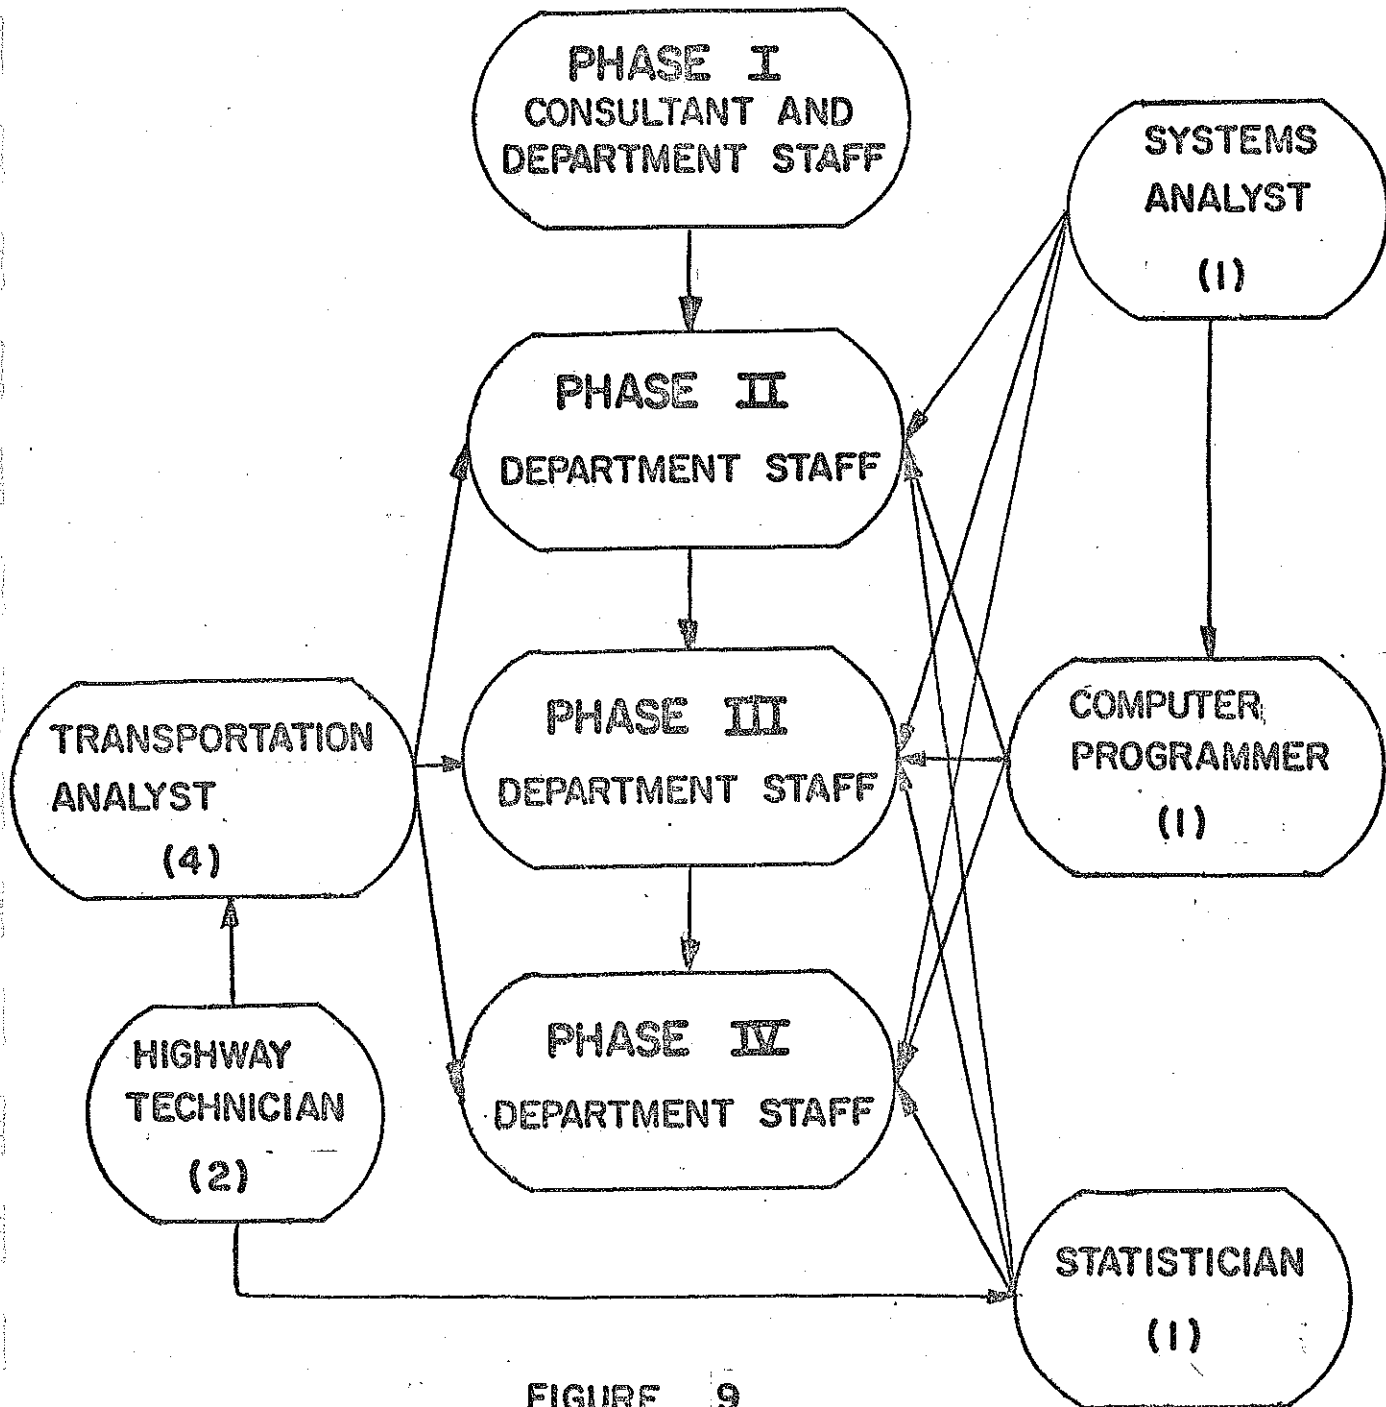 PHASE I
CONSULTANT AND
DEPARTMENT STAFF
SYSTEMS
ANALYST
(1)
PHASE II
DEPARTMENT STAFF
PHASE III
DEPARTMENT STAFF
TRANSPORTATION
ANALYST
(4)
COMPUTER
PROGRAMMER
(1)
PHASE IV
DEPARTMENT STAFF
HIGHWAY
TECHNICIAN
(2)
STATISTICIAN
(1)
FIGURE 9